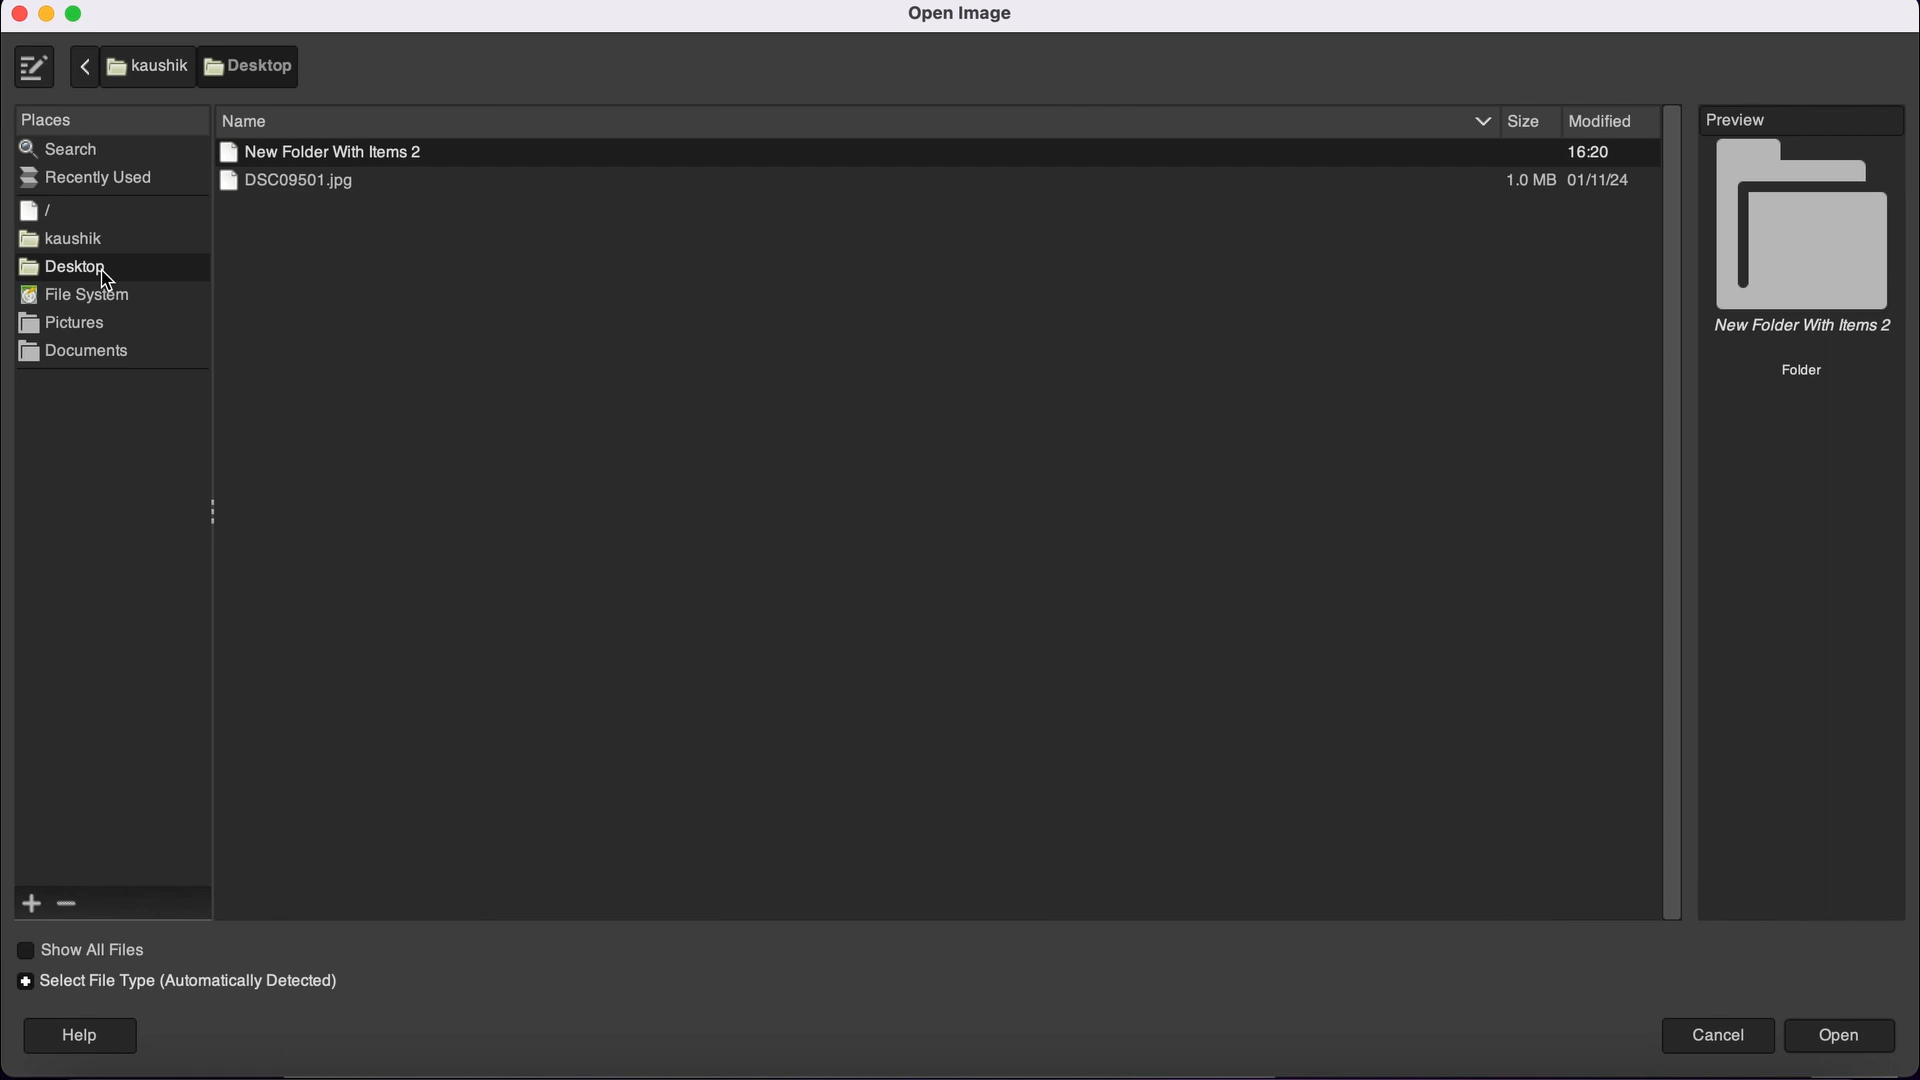 Open Image
kaushik Desktop
Places
Search
Recently Used
/
kaushik
Desktop
File System
Pictures
Documents
Name Size Modified
New Folder With Items 2 16:20
DSC09501.jpg 1.0 MB 01/11/24
Preview
New Folder With Items 2
Folder
Show All Files
Select File Type (Automatically Detected)
Help Cancel Open